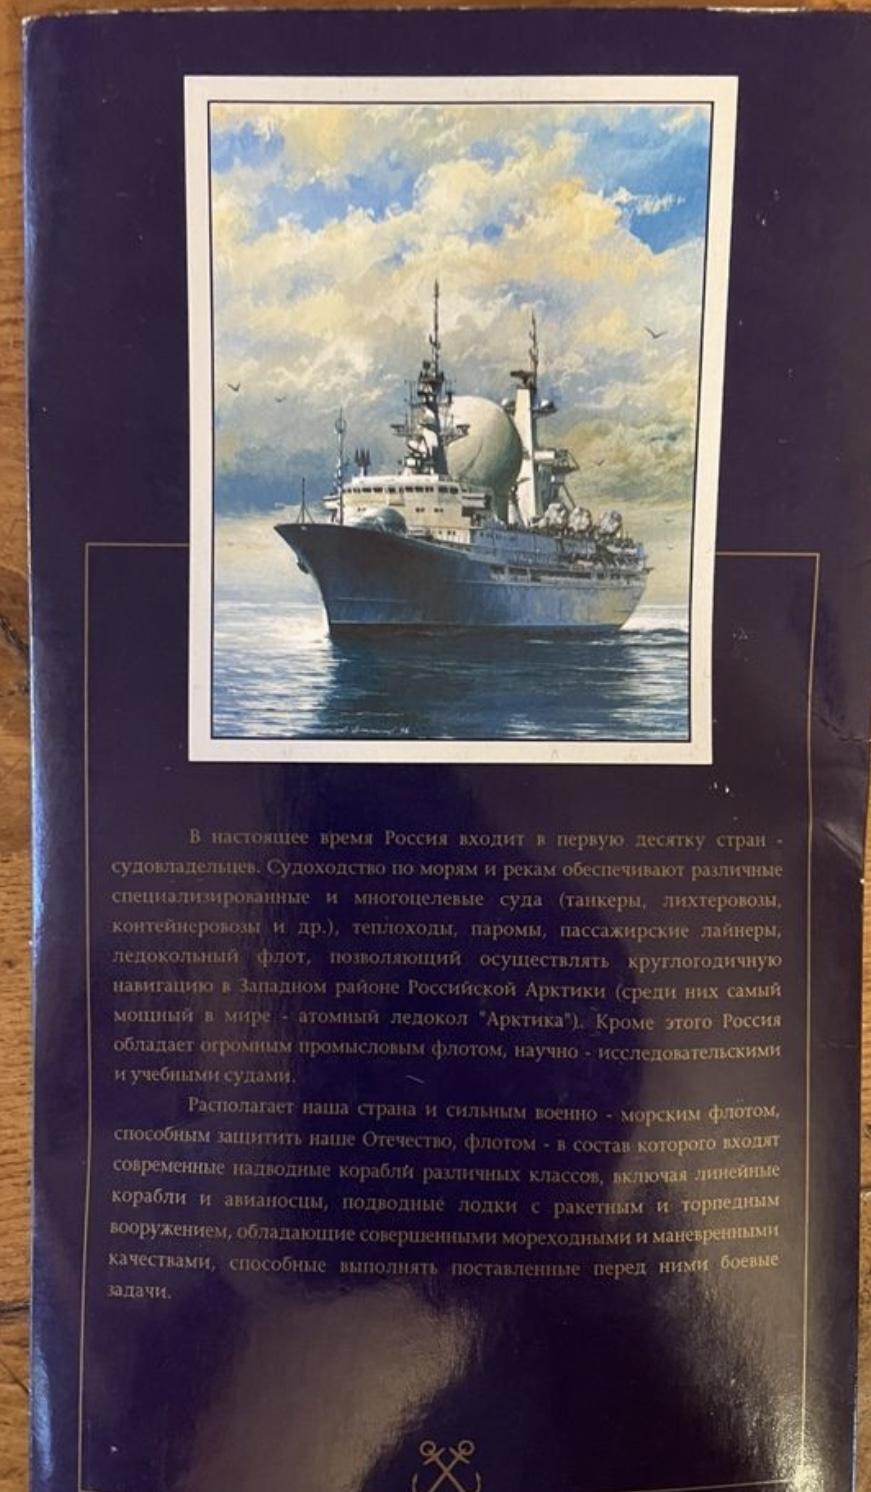 В настоящее время Россия входит в первую десятку стран -
судовладельцев. Судоходство по морям и рекам обеспечивают различные
специализированные и многоцелевые суда (танкеры, лихтеровозы,
контейнеровозы и др.), теплоходы, паромы, пассажирские лайнеры,
ледокольный флот, позволяющий осуществлять круглогодичную
навигацию в Западном районе Российской Арктики (среди них самый
мощный в мире - атомный ледокол "Арктика"). Кроме этого Россия
обладает огромным промысловым флотом, научно - исследовательскими
и учебными судами.
Располагает наша страна и сильным военно - морским флотом,
способным защитить наше Отечество, флотом - в состав которого входят
современные надводные корабли различных классов, включая линейные
корабли и авианосцы, подводные лодки с ракетным и торпедным
вооружением, обладающие совершенными мореходными и маневренными
качествами, способные выполнять поставленные перед ними боевые
задачи.